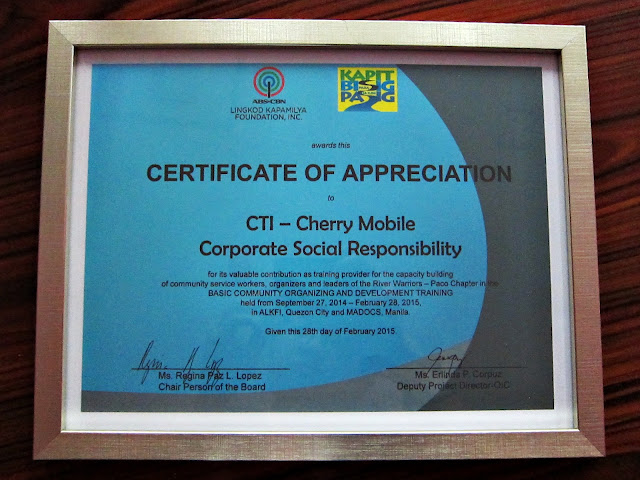 ABS-CBN
LINGKOD KAPAMILYA
FOUNDATION, INC.
KAPIT
BISIG
PA SIG
awards this
CERTIFICATE OF APPRECIATION
to
CTI – Cherry Mobile
Corporate Social Responsibility
for its valuable contribution as training provider for the capacity building
of community service workers, organizers and leaders of the River Warriors – Paco Chapter in the
BASIC COMMUNITY ORGANIZING AND DEVELOPMENT TRAINING
held from September 27, 2014 – February 28, 2015,
in ALKFI, Quezon City and MADOCS, Manila.
Given this 28th day of February 2015.
Ms. Regina Paz L. Lopez
Chair Person of the Board
Ms. Erlinda P. Corpuz
Deputy Project Director-OIC